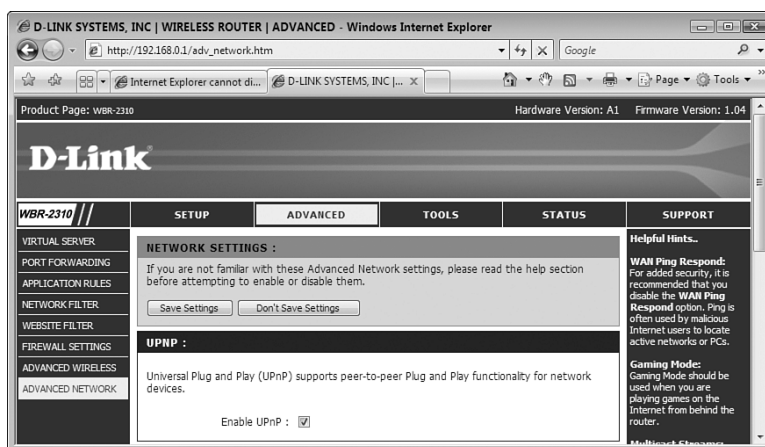 D-LINK SYSTEMS, INC | WIRELESS ROUTER | ADVANCED - Windows Internet Explorer
http://192.168.0.1/adv_network.htm
Google
Internet Explorer cannot di...
D-LINK SYSTEMS, INC |...
Page
Tools
Product Page: WBR-2310
Hardware Version: A1
Firmware Version: 1.04
D-Link
WBR-2310
SETUP
ADVANCED
TOOLS
STATUS
SUPPORT
VIRTUAL SERVER
PORT FORWARDING
APPLICATION RULES
NETWORK FILTER
WEBSITE FILTER
FIREWALL SETTINGS
ADVANCED WIRELESS
ADVANCED NETWORK
NETWORK SETTINGS :
If you are not familar with these Advanced Network settings, please read the help section
before attempting to enable or disable them.
Save Settings
Don't Save Settings
UPNP :
Universal Plug and Play (UPnP) supports peer-to-peer Plug and Play functionality for network
devices.
Enable UPnP :
Helpful Hints..
WAN Ping Respond:
For added security, it is
recommended that you
disable the WAN Ping
Respond option. Ping is
often used by malicious
Internet users to locate
active networks or PCs.
Gaming Mode:
Gaming Mode should be
used when you are
playing games on the
Internet from behind the
router.
Multicast Streams: